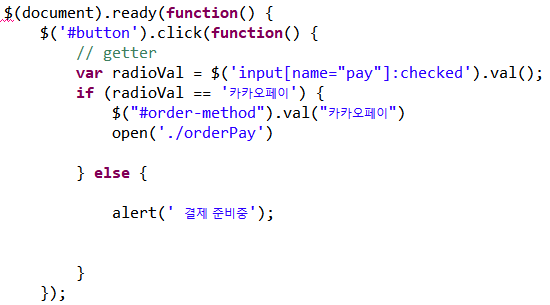 $(document).ready(function() {
    $('#button').click(function() {
        // getter
        var radioVal = $('input[name="pay"]:checked').val();
        if (radioVal == '카카오페이') {
            $("#order-method").val("카카오페이")
            open('./orderPay')
        } else {
            alert(' 결제 준비중');
        }
    });